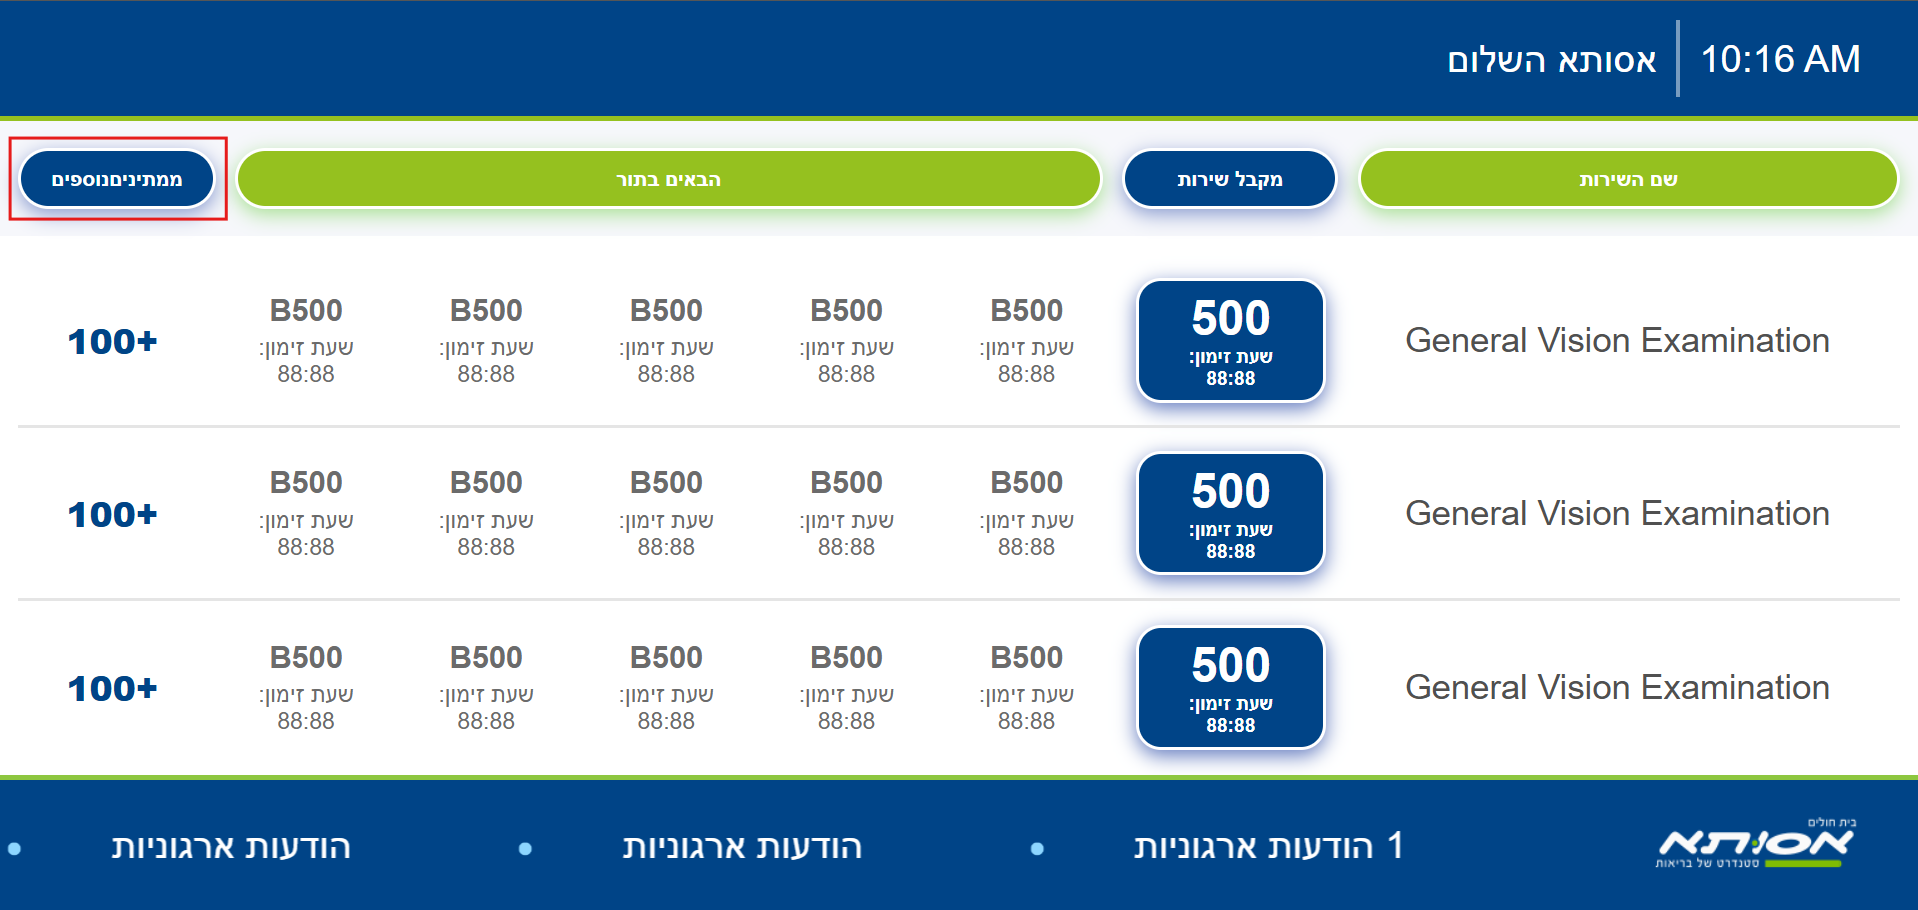 10:16 AM
אסותא השלום
שם השירות
מקבל שירות
הבאים בתור
ממתיניםנוספים
General Vision Examination
500
שעת זימון:
88:88
B500
שעת זימון:
88:88
B500
שעת זימון:
88:88
B500
שעת זימון:
88:88
B500
שעת זימון:
88:88
B500
שעת זימון:
88:88
100+
General Vision Examination
500
שעת זימון:
88:88
B500
שעת זימון:
88:88
B500
שעת זימון:
88:88
B500
שעת זימון:
88:88
B500
שעת זימון:
88:88
B500
שעת זימון:
88:88
100+
General Vision Examination
500
שעת זימון:
88:88
B500
שעת זימון:
88:88
B500
שעת זימון:
88:88
B500
שעת זימון:
88:88
B500
שעת זימון:
88:88
B500
שעת זימון:
88:88
100+
בית חולים
אסותא
סטנדרט של בריאות
1 הודעות ארגוניות
•
הודעות ארגוניות
•
הודעות ארגוניות
•